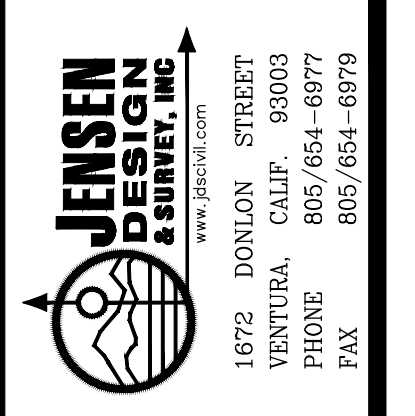 JENSEN
DESIGN
& SURVEY, INC
www.jdscivil.com
1672 DONLON STREET
VENTURA, CALIF. 93003
PHONE 805/654-6977
FAX 805/654-6979